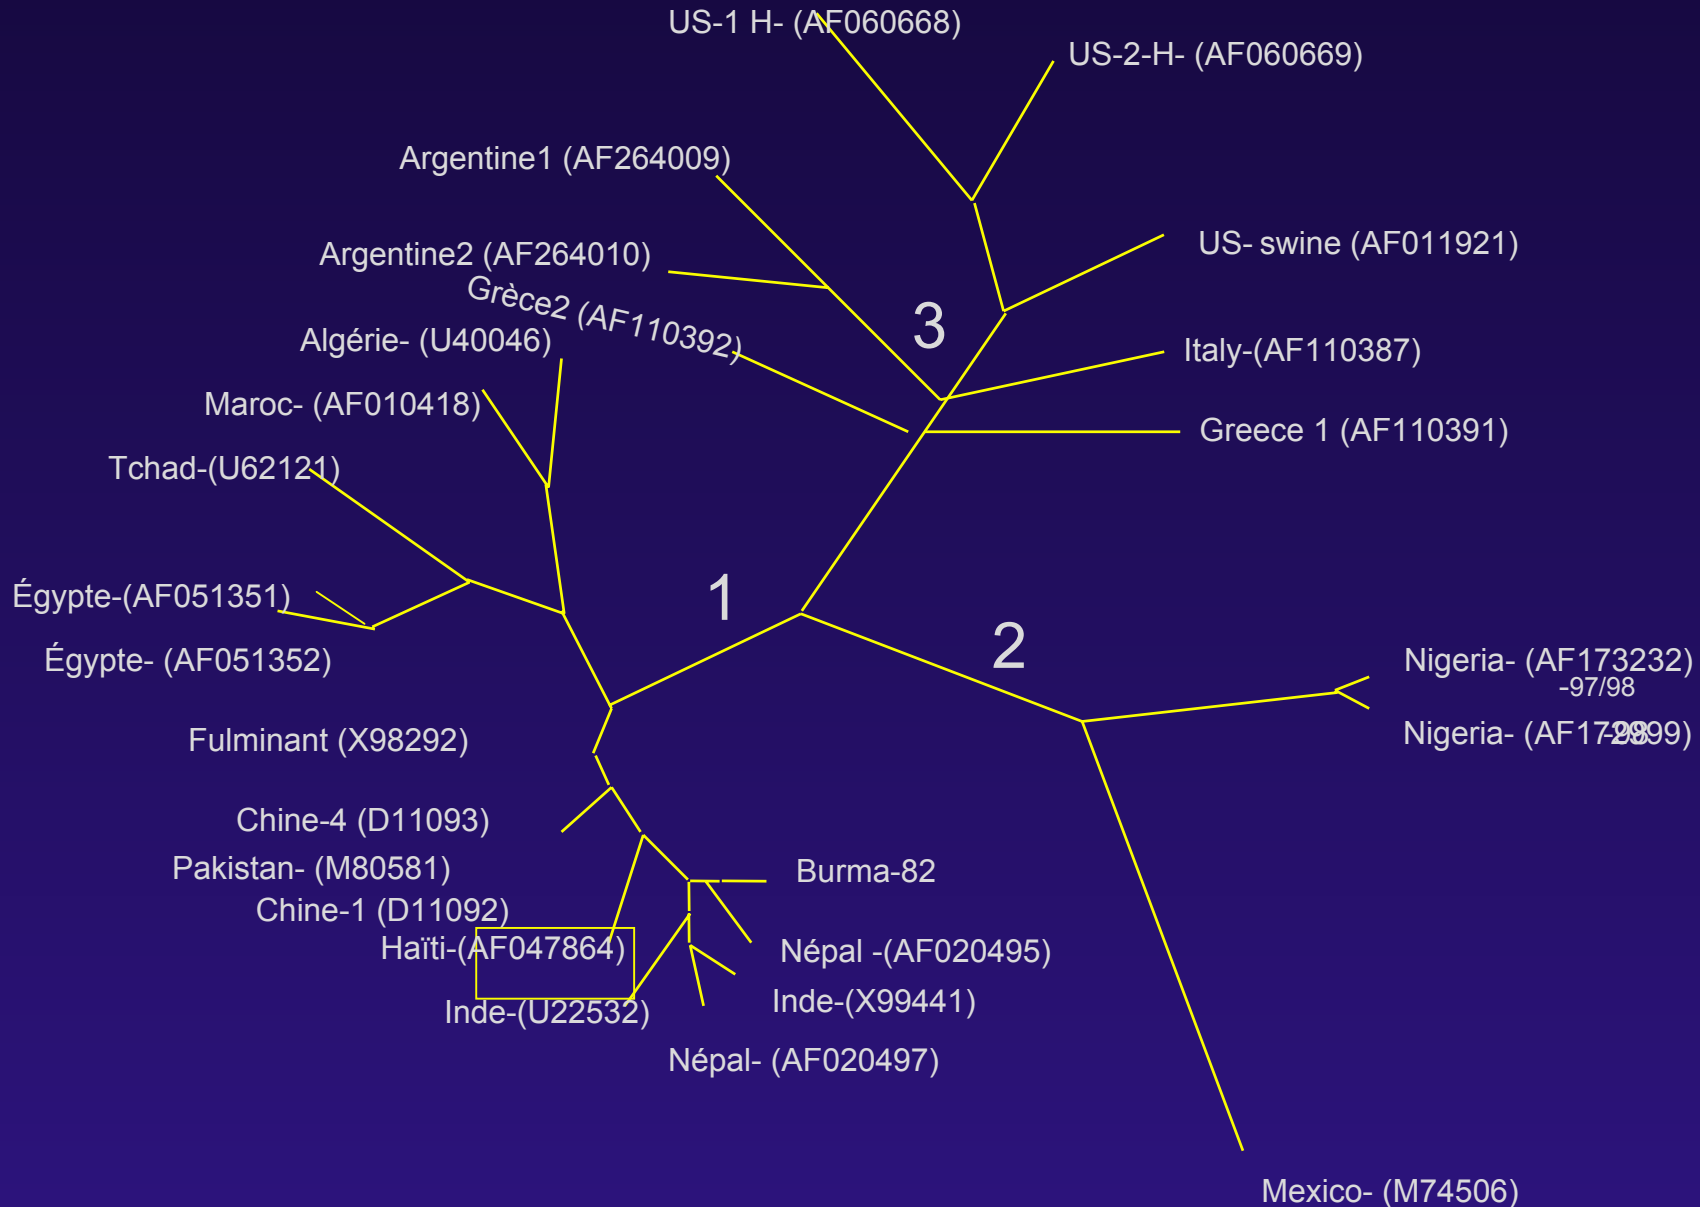 US-1 H- (AF060668)
US-2-H- (AF060669)
Argentine1 (AF264009)
US- swine (AF011921)
Argentine2 (AF264010)
Grèce2 (AF110392)
3
Algérie- (U40046)
Italy-(AF110387)
Maroc- (AF010418)
Greece 1 (AF110391)
Tchad-(U62121)
1
Égypte-(AF051351)
2
Égypte- (AF051352)
Nigeria- (AF173232)
-97/98
Fulminant (X98292)
Nigeria-
Chine-4 (D11093)
Pakistan- (M80581)
Burma-82
Chine-1 (D11092)
Haïti-(AF047864)
Népal -(AF020495)
Inde-(X99441)
Inde-(U22532)
Népal- (AF020497)
Mexico- (M74506)